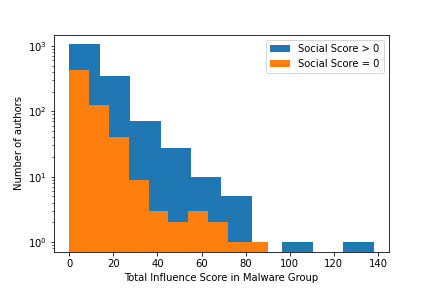 Social Score > 0
Social Score = 0
10³
10²
10¹
10⁰
Number of authors
0 20 40 60 80 100 120 140
Total Influence Score in Malware Group